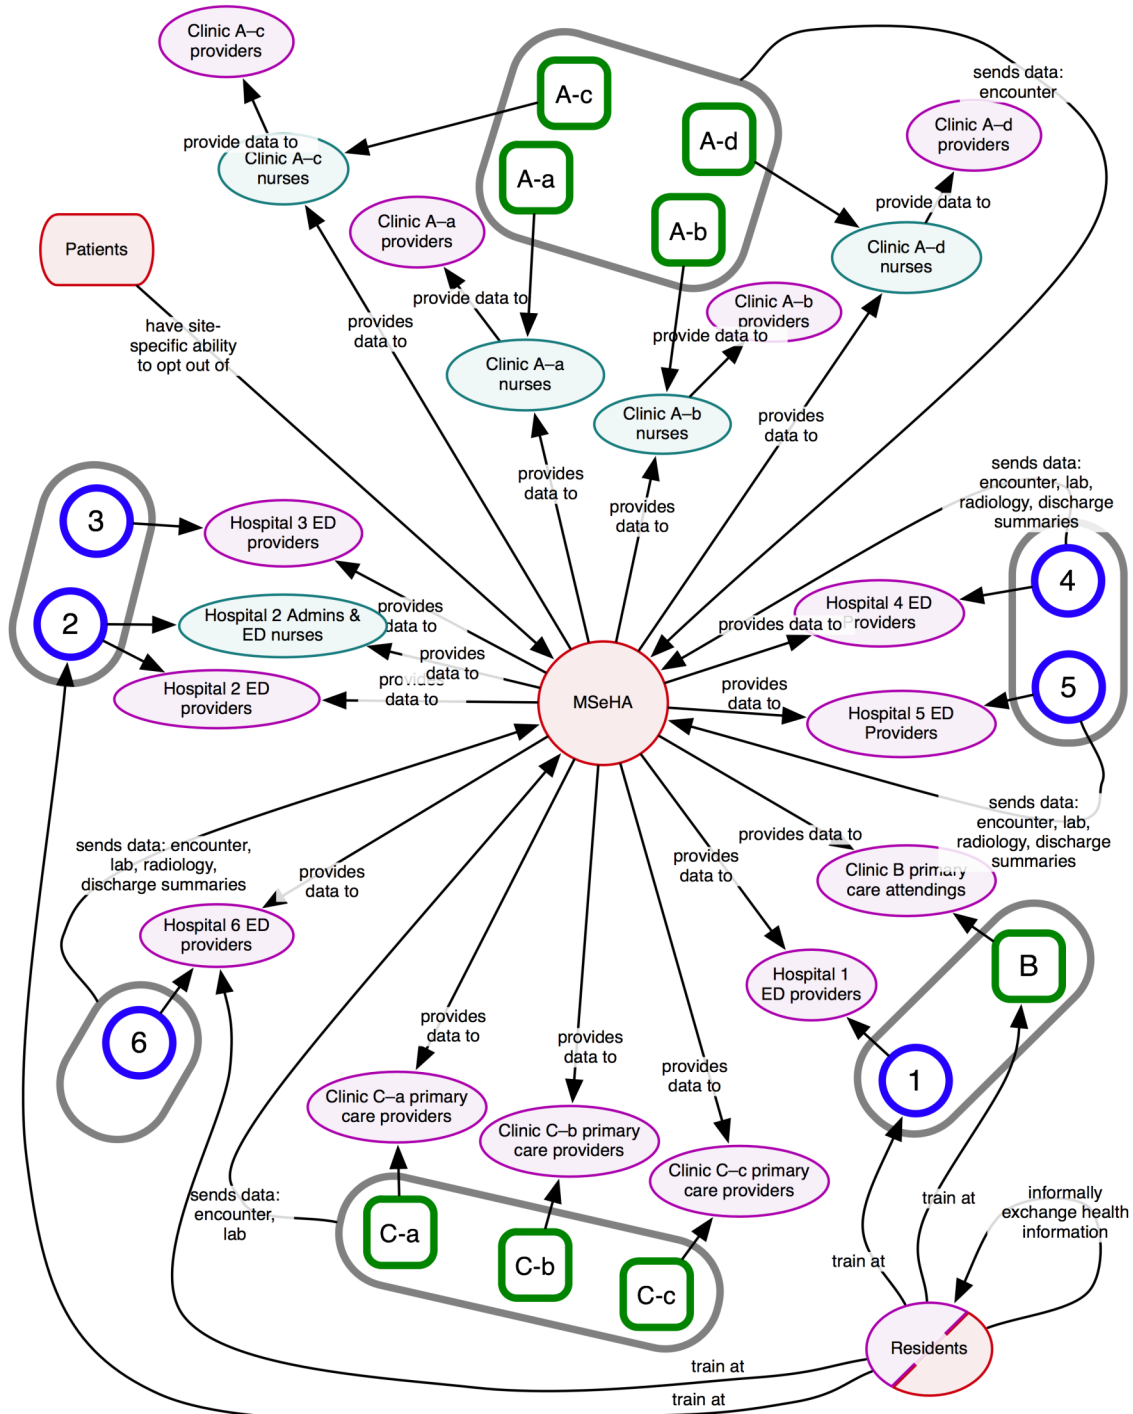 Clinic A–c
providers
provide data to
Clinic A–c
nurses
A-c
A-a
A-d
A-b
sends data:
encounter
Clinic A–d
providers
provide data to
Clinic A–d
nurses
Clinic A–a
providers
provide data to
Clinic A–a
nurses
Clinic A–b
providers
provide data to
Clinic A–b
nurses
Patients
have site-
specific ability
to opt out of
provides
data to
provides
data to
provides
data to
provides
data to
3
2
Hospital 3 ED
providers
Hospital 2 Admins &
ED nurses
Hospital 2 ED
providers
provides
data to
provides
data to
provides
data to
MSeHA
sends data:
encounter, lab,
radiology, discharge
summaries
4
5
Hospital 4 ED
Providers
provides data to
provides
data to
Hospital 5 ED
Providers
sends data:
encounter, lab,
radiology, discharge
summaries
sends data: encounter,
lab, radiology,
discharge summaries
provides
data to
Hospital 6 ED
providers
6
provides data to
Clinic B primary
care attendings
provides
data to
Hospital 1
ED providers
B
1
provides
data to
provides
data to
provides
data to
Clinic C–a primary
care providers
Clinic C–b primary
care providers
Clinic C–c primary
care providers
sends data:
encounter,
lab
C-a
C-b
C-c
train at
train at
informally
exchange health
information
Residents
train at
train at